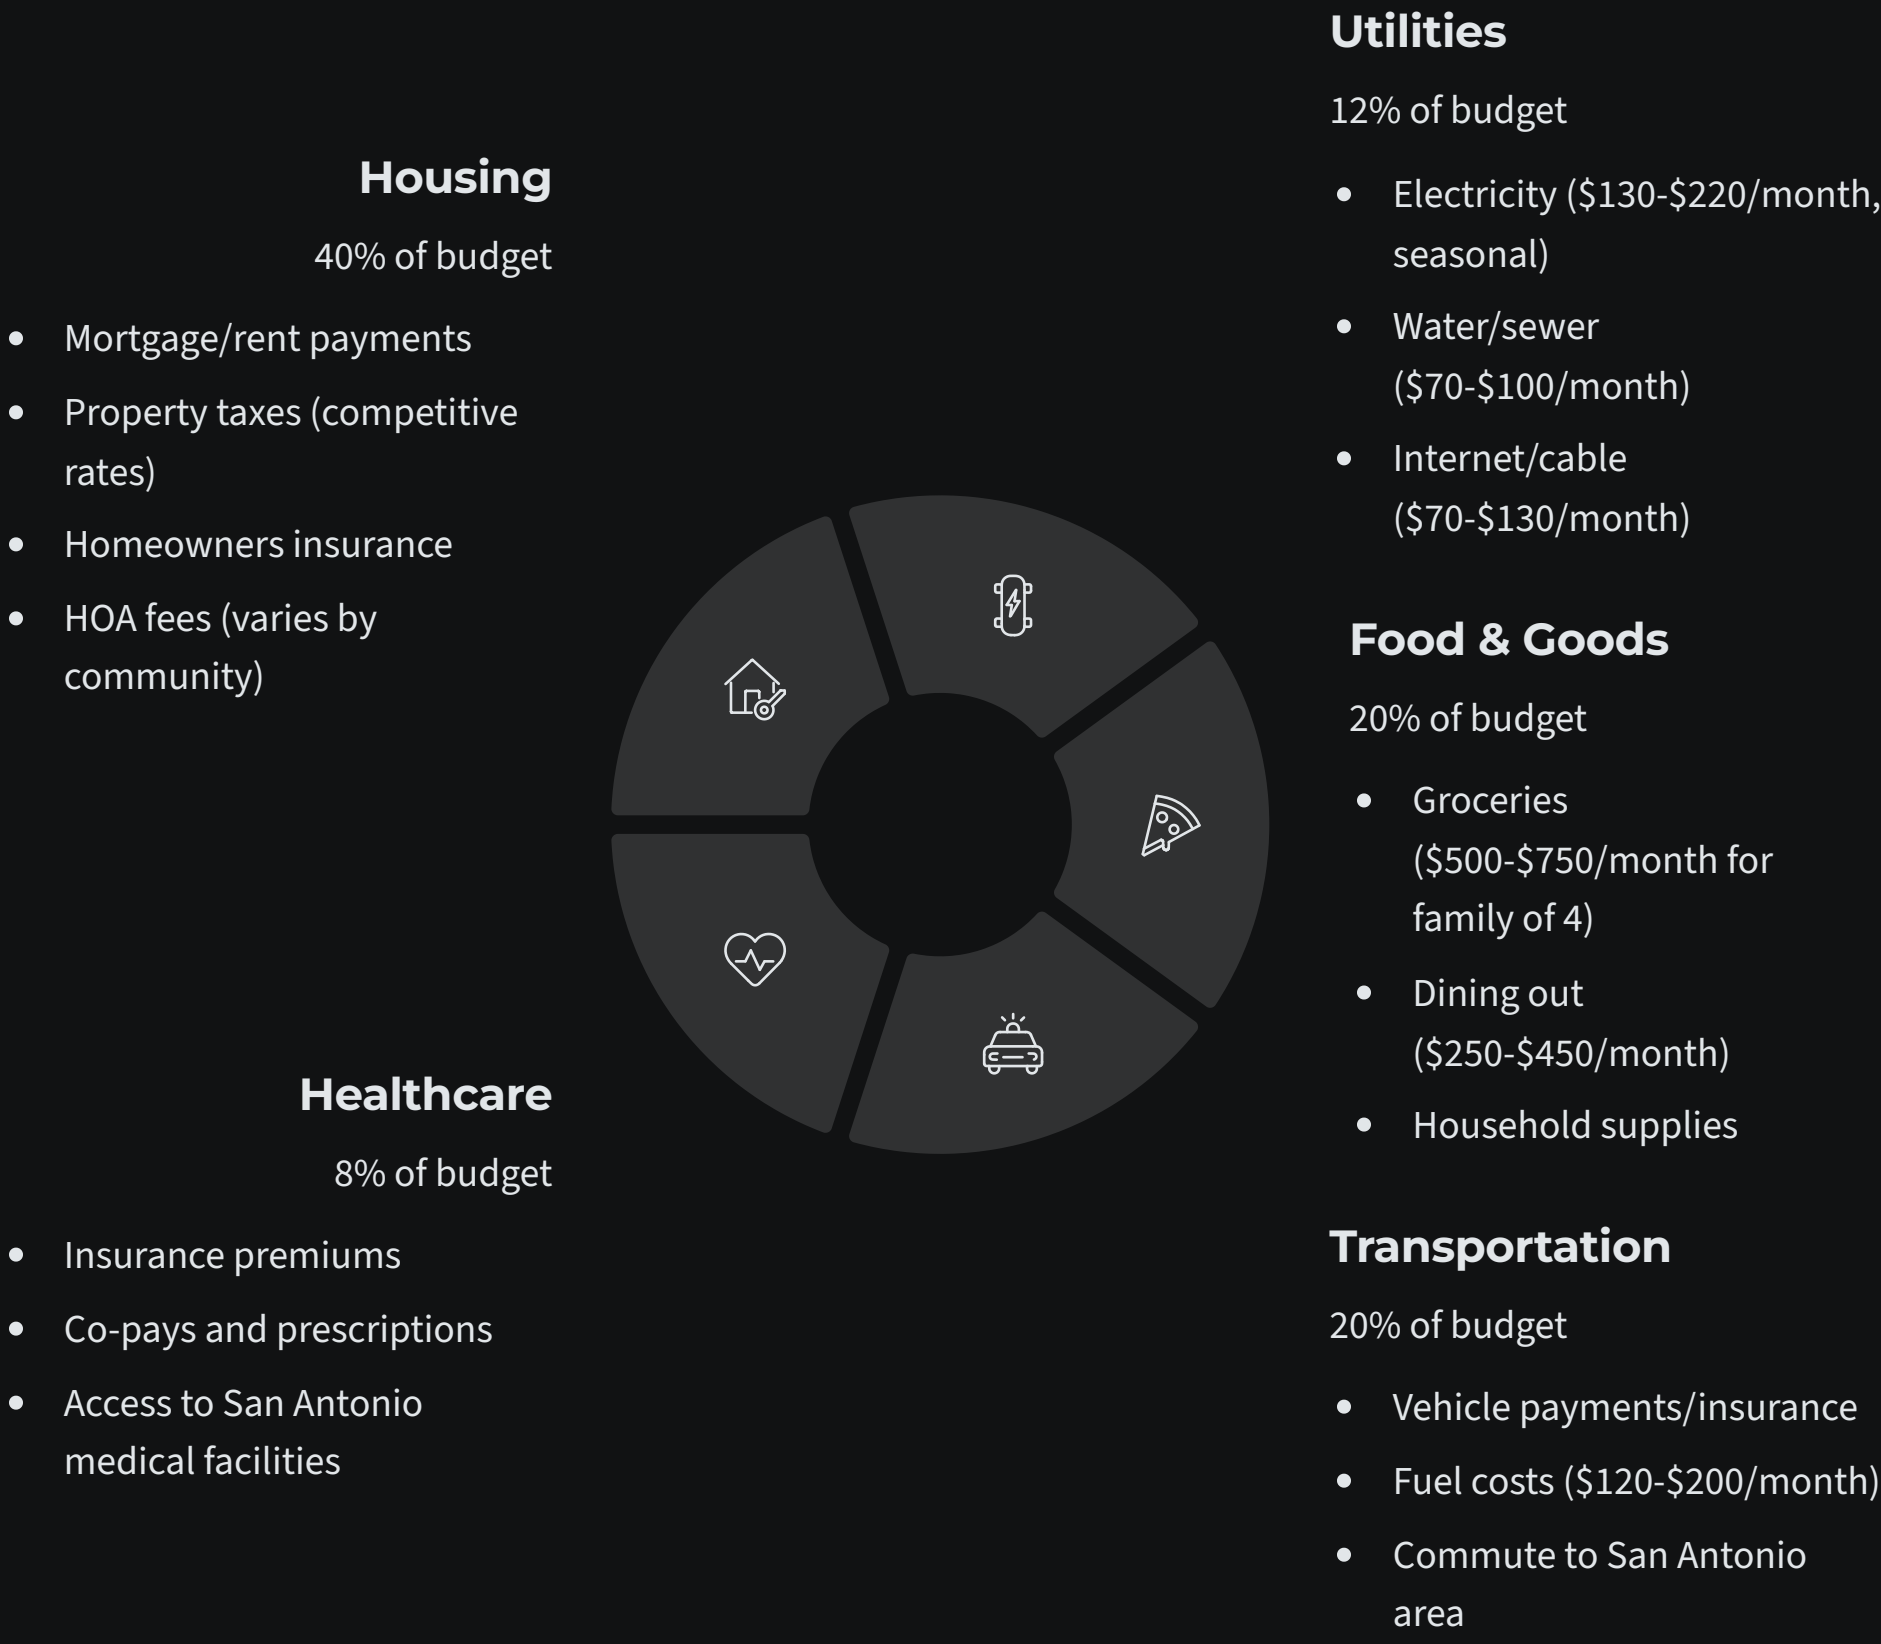 Housing
40% of budget
• Mortgage/rent payments
• Property taxes (competitive
rates)
• Homeowners insurance
• HOA fees (varies by
community)
Utilities
12% of budget
• Electricity ($130-$220/month,
seasonal)
• Water/sewer
($70-$100/month)
• Internet/cable
($70-$130/month)
Food & Goods
20% of budget
• Groceries
($500-$750/month for
family of 4)
• Dining out
($250-$450/month)
• Household supplies
Transportation
20% of budget
• Vehicle payments/insurance
• Fuel costs ($120-$200/month)
• Commute to San Antonio
area
Healthcare
8% of budget
• Insurance premiums
• Co-pays and prescriptions
• Access to San Antonio
medical facilities